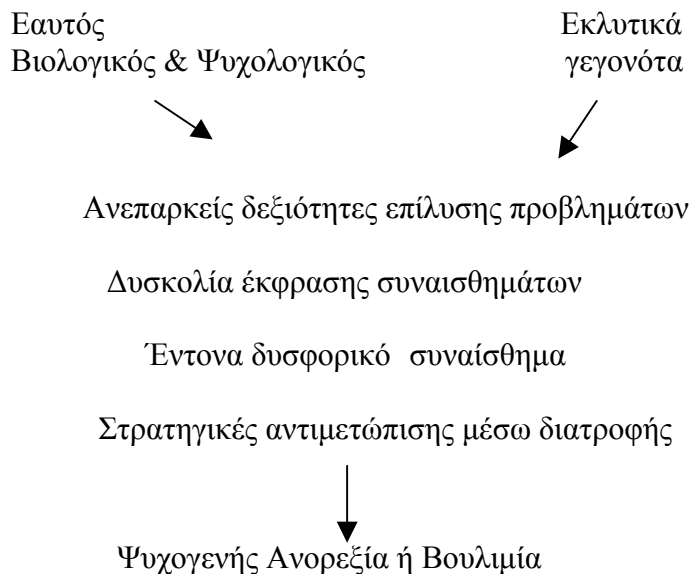 Εαυτός
Βιολογικός & Ψυχολογικός
Εκλυτικά
γεγονότα
Ανεπαρκείς δεξιότητες επίλυσης προβλημάτων
Δυσκολία έκφρασης συναισθημάτων
Έντονα δυσφορικό συναίσθημα
Στρατηγικές αντιμετώπισης μέσω διατροφής
Ψυχογενής Ανορεξία ή Βουλιμία